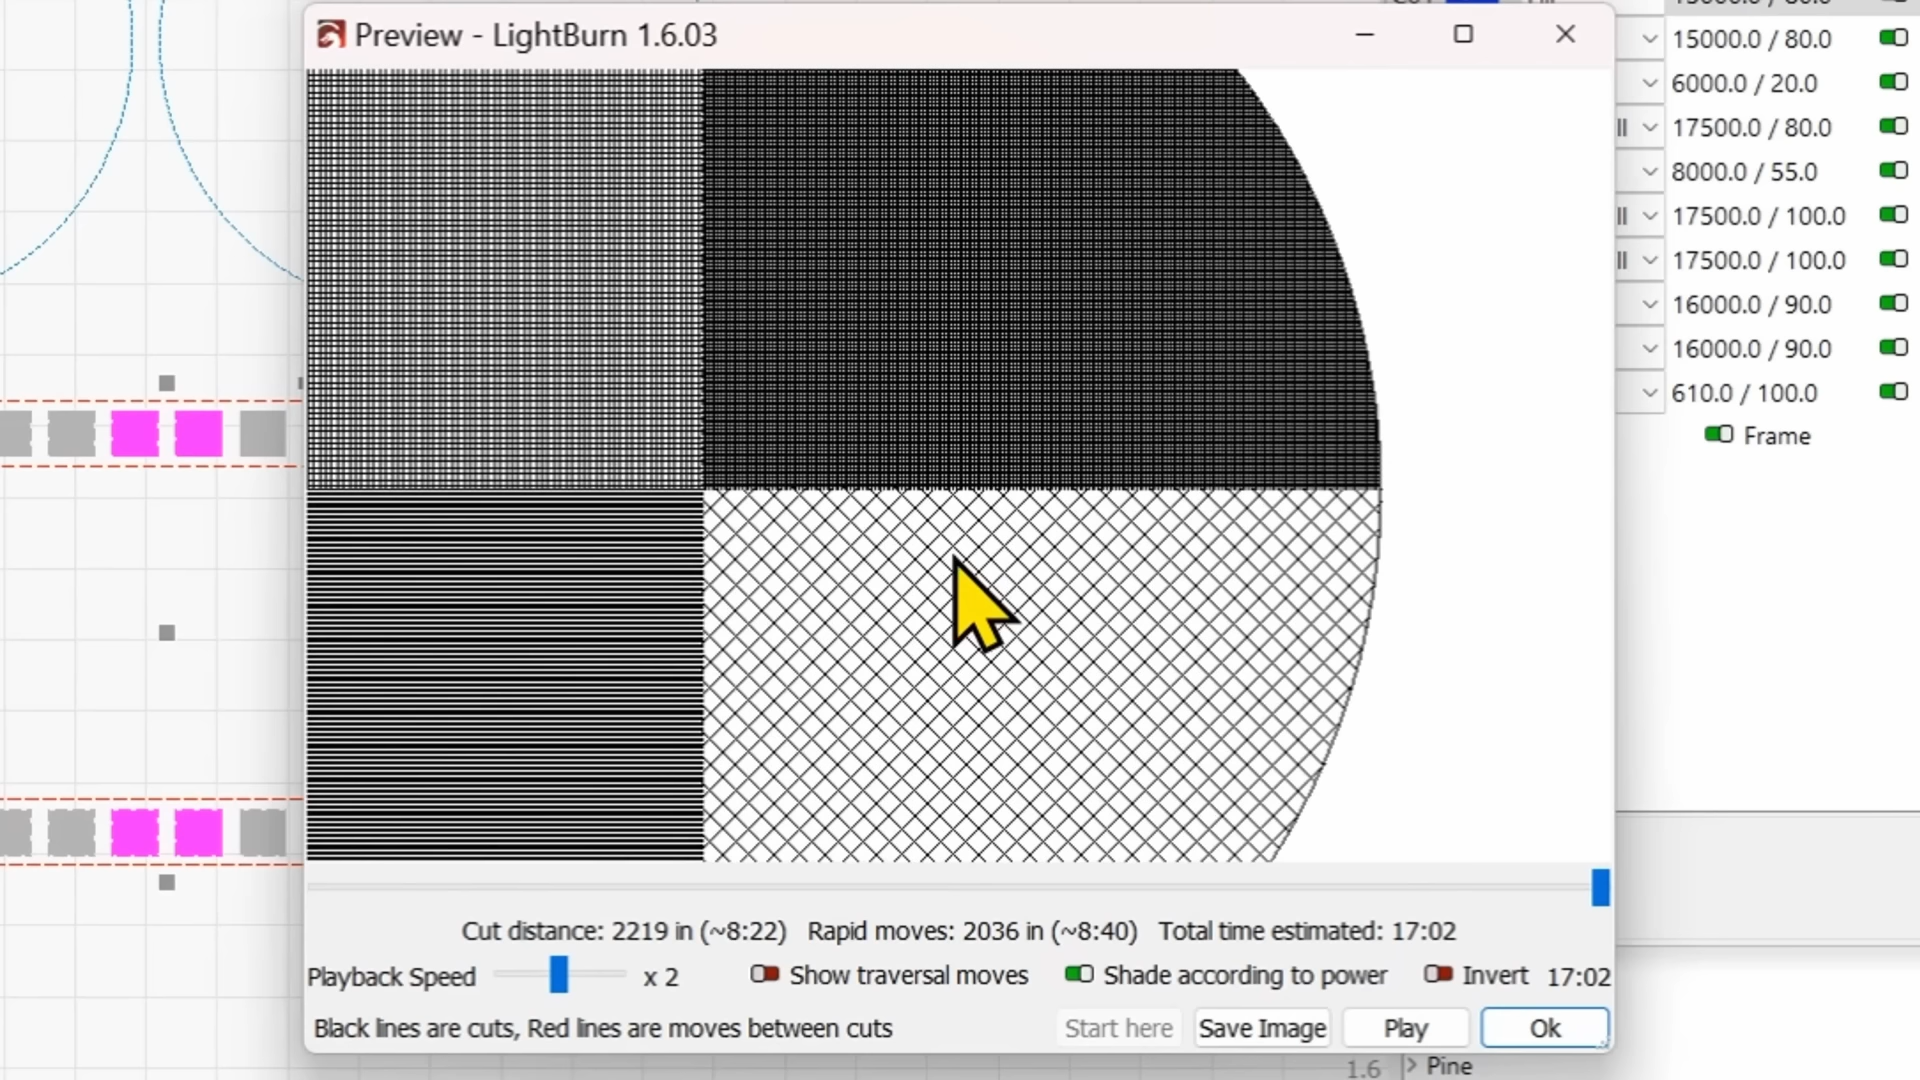 Preview - LightBurn 1.6.03
15000.0 / 80.0
6000.0 / 20.0
17500.0 / 80.0
8000.0 / 55.0
17500.0 / 100.0
17500.0 / 100.0
16000.0 / 90.0
16000.0 / 90.0
610.0 / 100.0
Frame
Cut distance: 2219 in (~8:22) Rapid moves: 2036 in (~8:40) Total time estimated: 17:02
Playback Speed x 2 Show traversal moves Shade according to power Invert 17:02
Black lines are cuts, Red lines are moves between cuts Start here Save Image Play Ok
1.6 > Pine